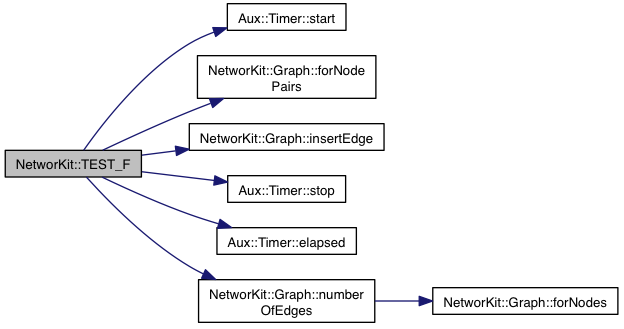 Aux::Timer::start
NetworKit::Graph::forNode
Pairs
NetworKit::Graph::insertEdge
NetworKit::TEST_F
Aux::Timer::stop
Aux::Timer::elapsed
NetworKit::Graph::number
OfEdges
NetworKit::Graph::forNodes